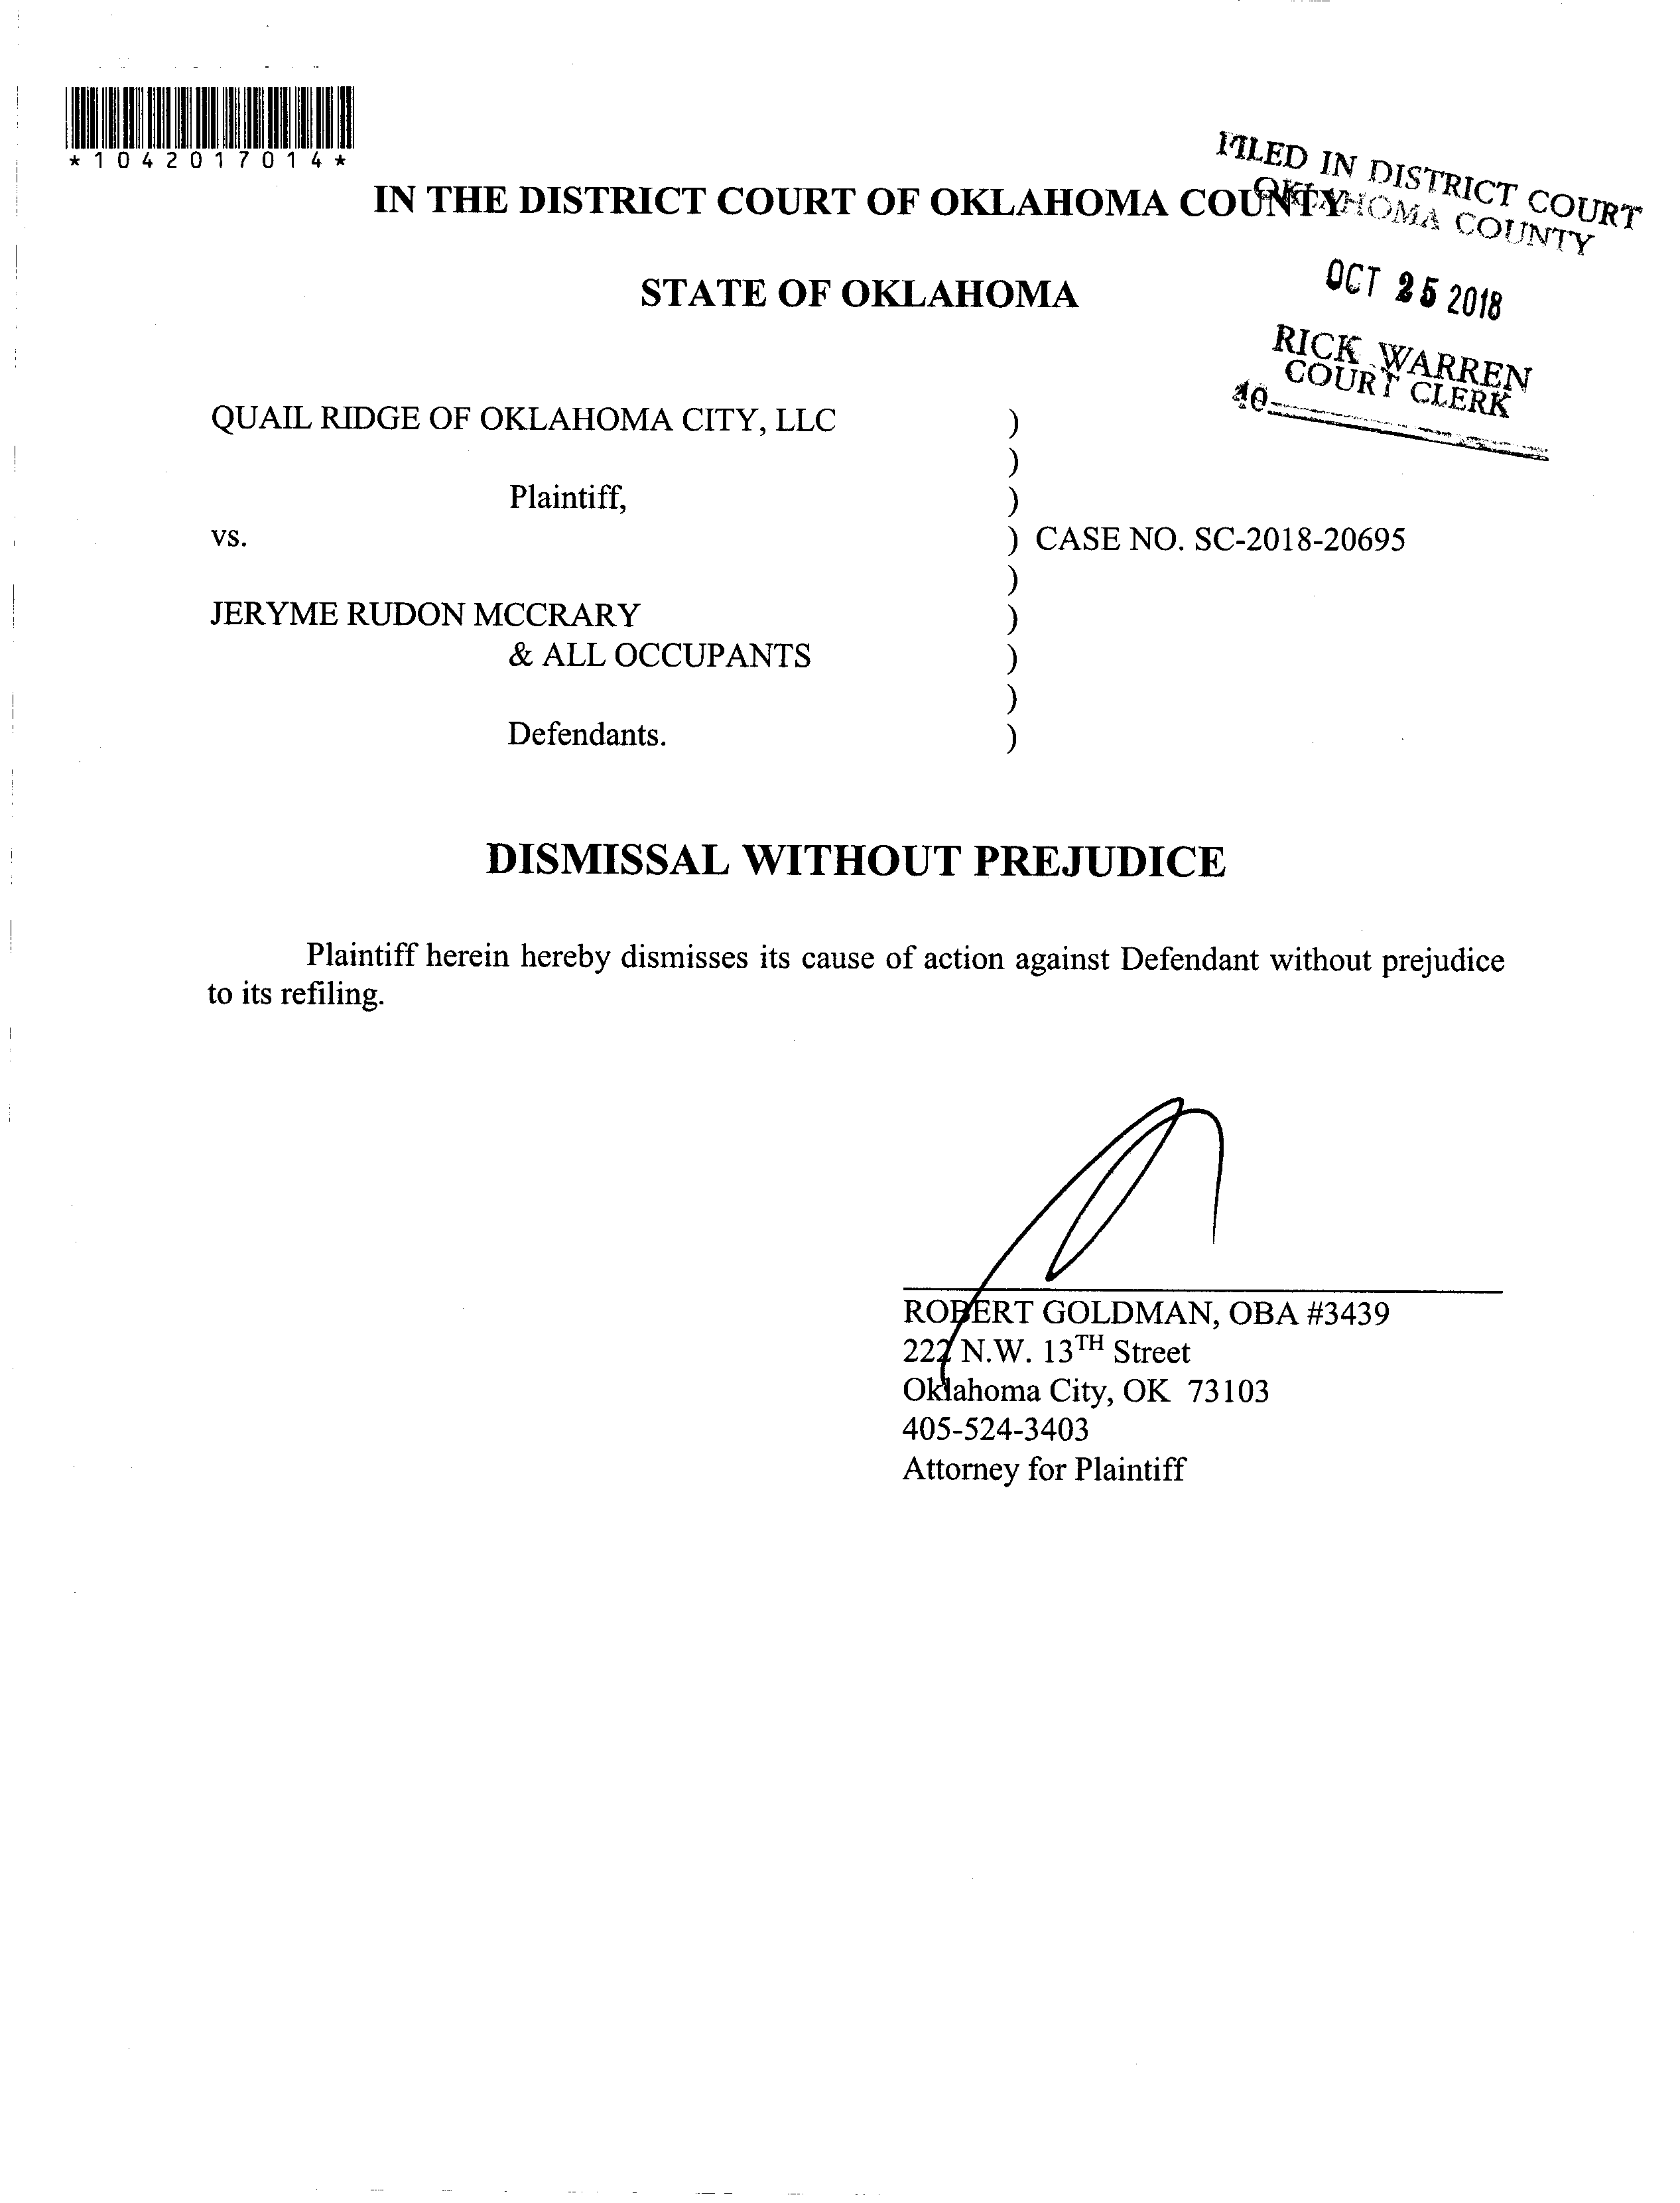 *1042017014*
FILED IN DISTRICT COURT
OKLAHOMA COUNTY
IN THE DISTRICT COURT OF OKLAHOMA COUNTY
STATE OF OKLAHOMA
OCT 25 2018
RICK WARREN
COURT CLERK
40
QUAIL RIDGE OF OKLAHOMA CITY, LLC )
)
Plaintiff, )
vs. ) CASE NO. SC-2018-20695
)
JERYME RUDON MCCRARY )
& ALL OCCUPANTS )
)
Defendants. )
DISMISSAL WITHOUT PREJUDICE
Plaintiff herein hereby dismisses its cause of action against Defendant without prejudice
to its refiling.
ROBERT GOLDMAN, OBA #3439
222 N.W. 13TH Street
Oklahoma City, OK 73103
405-524-3403
Attorney for Plaintiff